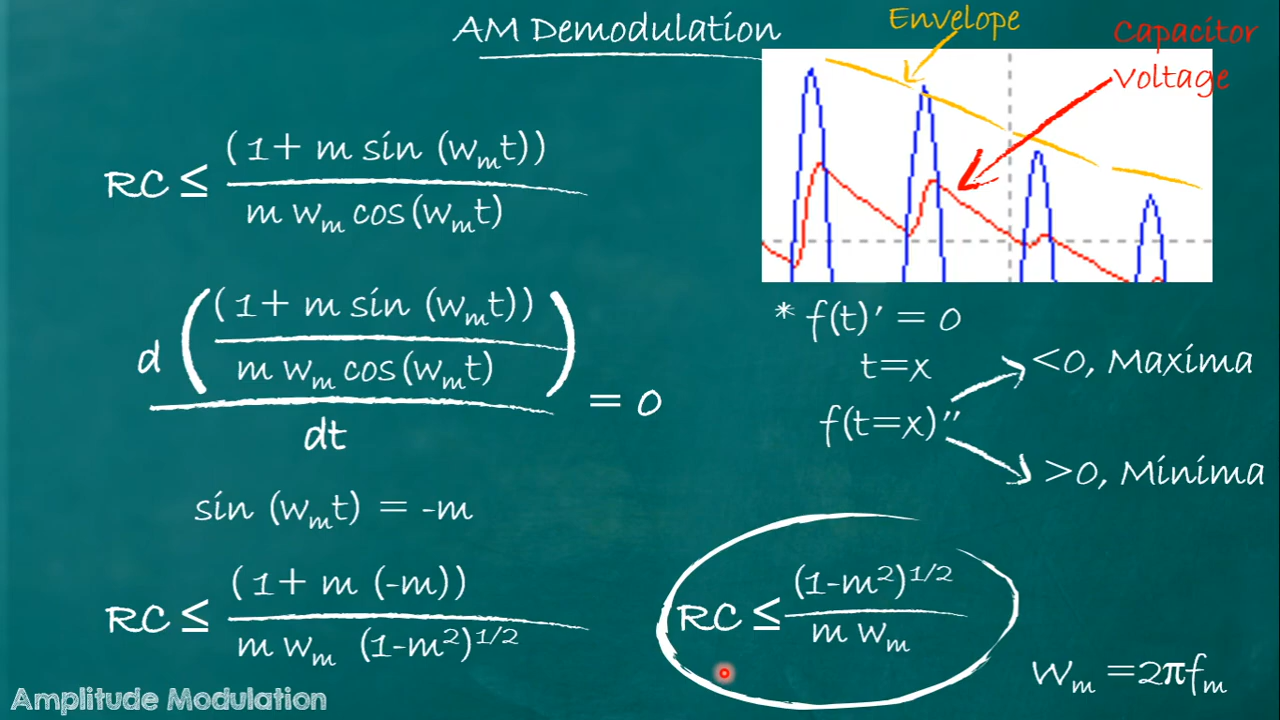 AM Demodulation
Envelope
Capacitor
Voltage
RC ≤ (1+ m sin (wₘt)) / m wₘ cos(wₘt)
d ( (1+ m sin (wₘt)) / m wₘ cos(wₘt) ) / dt = 0
* f(t)' = 0
t=x
f(t=x)''
<0, Maxima
>0, Minima
sin (wₘt) = -m
RC ≤ (1+ m (-m)) / m wₘ (1-m²)^1/2
RC ≤ (1-m²)^1/2 / m wₘ
wₘ =2πfₘ
Amplitude Modulation